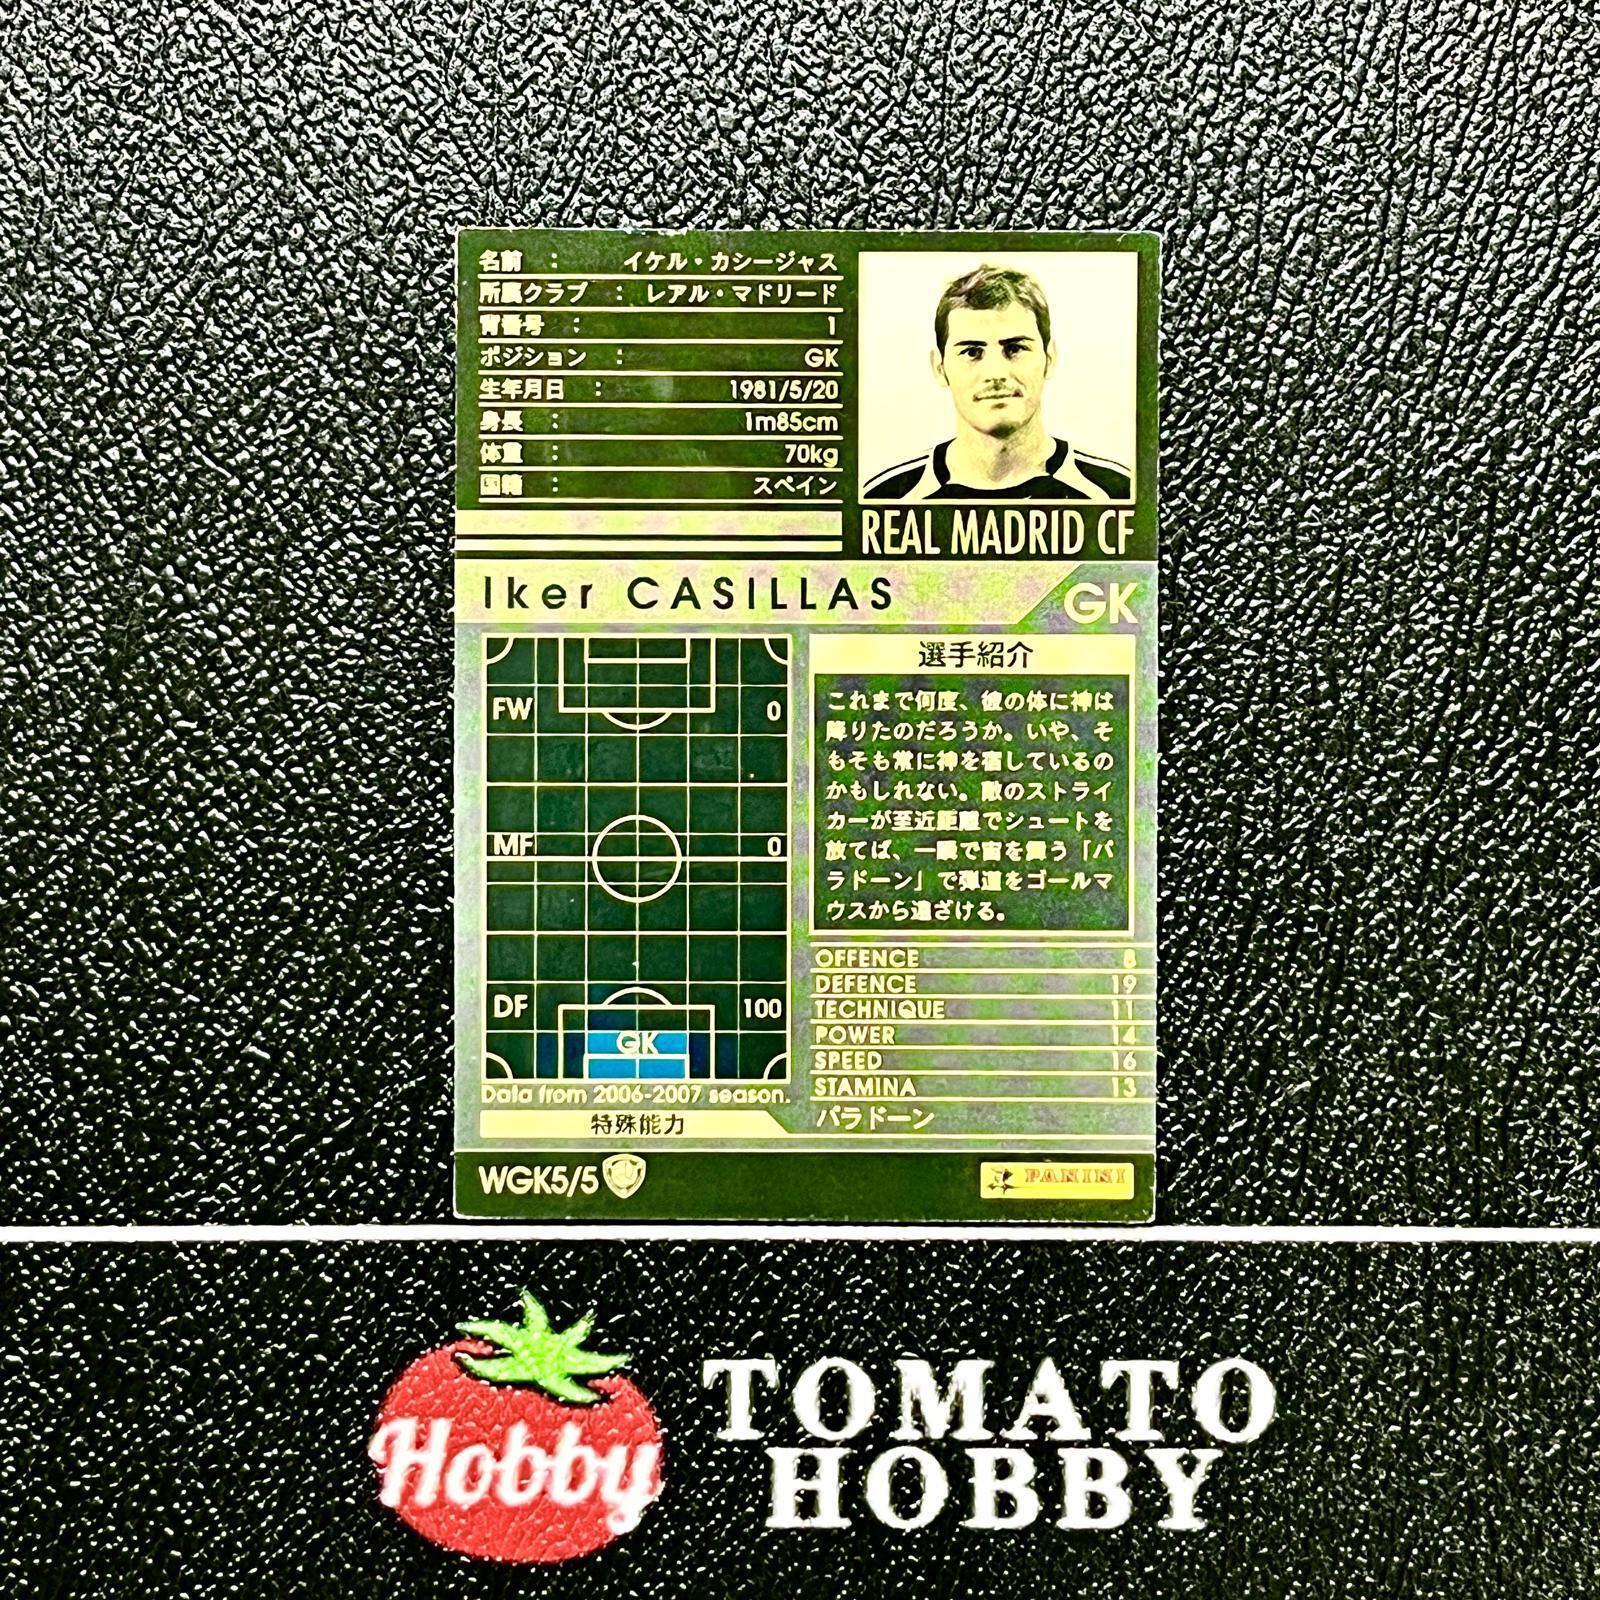 名前 : イケル・カシージャス
所属クラブ : レアル・マドリード
背番号 : 1
ポジション : GK
生年月日 : 1981/5/20
身長 : 1m85cm
体重 : 70kg
国籍 : スペイン
REAL MADRID CF
Iker CASILLAS
GK
FW 0
MF 0
DF 100
GK
Data from 2006-2007 season.
選手紹介
これまで何度、彼の体に神は
降りたのだろうか。いや、そ
もそも常に神を宿しているの
かもしれない。敵のストライ
カーが至近距離でシュートを
放てば、一瞬で宙を舞う「パ
ラドーン」で弾道をゴールマ
ウスから遠ざける。
OFFENCE 8
DEFENCE 19
TECHNIQUE 11
POWER 14
SPEED 16
STAMINA 13
特殊能力 パラドーン
WGK5/5
PANINI
Hobby
TOMATO
HOBBY